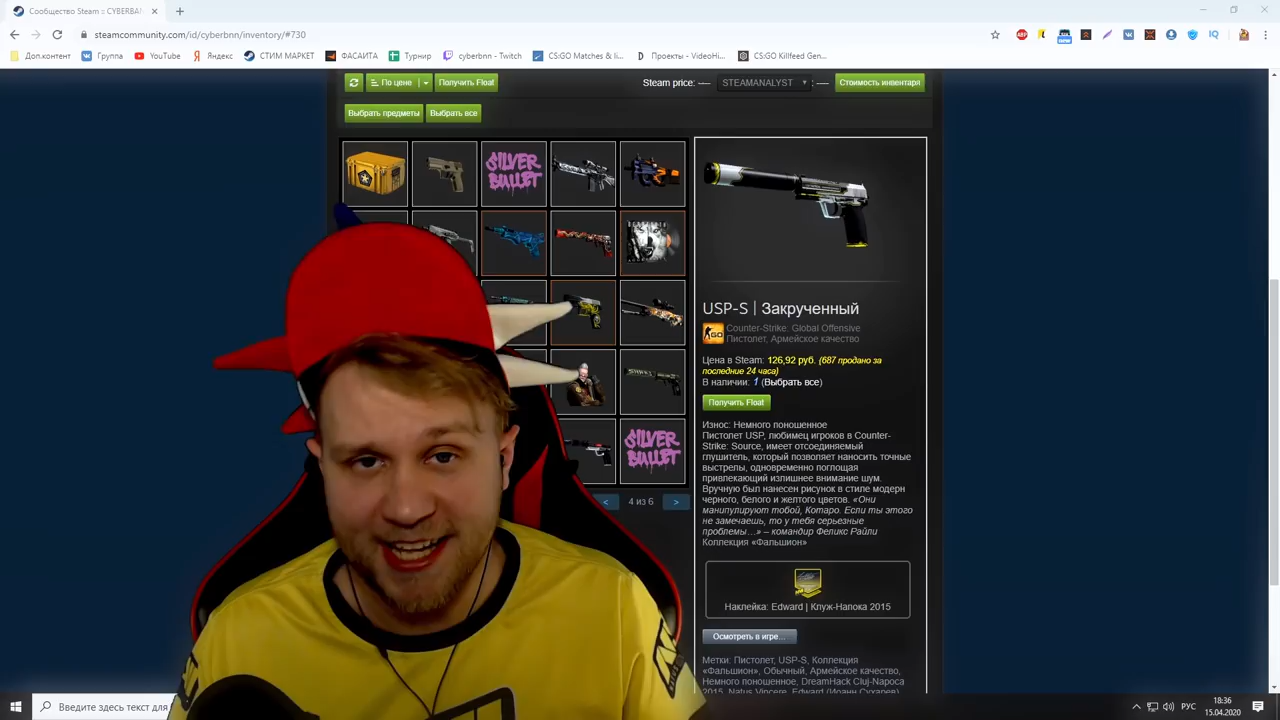 Сообщество Steam :: CYBERBA
steamcommunity.com/id/cyberbnn/inventory/#730
Доп.контент
Группа
YouTube
Яндекс
СТИМ МАРКЕТ
ФАСАИТА
Турнир
cyberbnn - Twitch
CS:GO Matches & li...
Проекты - VideoHi...
CS:GO Killfeed Gen...
По цене
Получить Float
Steam price: —
STEAMANALYST
: —
Стоимость инвентаря
Выбрать предметы
Выбрать все
SILVER BULLET
USP-S | Закрученный
Counter-Strike: Global Offensive
Пистолет, Армейское качество
Цена в Steam: 126,92 руб. (687 продано за
последние 24 часа)
В наличии: 1 (Выбрать все)
Получить Float
Износ: Немного поношенное
Пистолет USP, любимец игроков в Counter-
Strike: Source, имеет отсоединяемый
глушитель, который позволяет наносить точные
выстрелы, одновременно поглощая
привлекающий излишнее внимание шум.
Вручную был нанесен рисунок в стиле модерн
черного, белого и желтого цветов. «Они
манипулируют тобой, Котаро. Если ты этого
не замечаешь, то у тебя серьезные
проблемы...» – командир Феликс Райли
Коллекция «Фальшион»
SILVER BULLET
< 4 из 6 >
Наклейка: Edward | Клуж-Напока 2015
Осмотреть в игре...
Метки: Пистолет, USP-S, Коллекция
«Фальшион», Обычный, Армейское качество,
Немного поношенное, DreamHack Cluj-Napoca
2015, Natus Vincere, Edward (Иоанн Сухарев)
Введите здесь текст для
РУС
18:36
15.04.2020